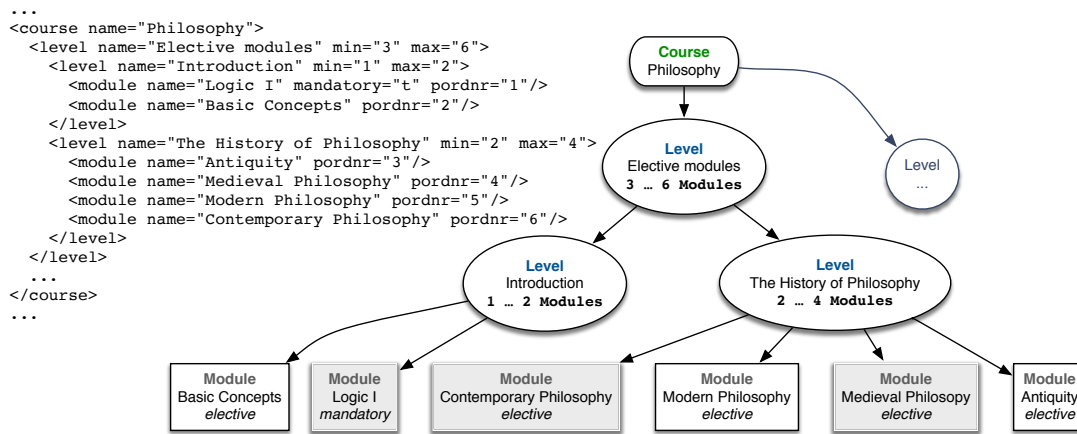 ...
<course name="Philosophy">
  <level name="Elective modules" min="3" max="6">
    <level name="Introduction" min="1" max="2">
      <module name="Logic I" mandatory="t" pordnr="1"/>
      <module name="Basic Concepts" pordnr="2"/>
    </level>
    <level name="The History of Philosophy" min="2" max="4">
      <module name="Antiquity" pordnr="3"/>
      <module name="Medieval Philosophy" pordnr="4"/>
      <module name="Modern Philosophy" pordnr="5"/>
      <module name="Contemporary Philosophy" pordnr="6"/>
    </level>
  </level>
  ...
</course>
...
Course
Philosophy
Level
Elective modules
3 … 6 Modules
Level
...
Level
Introduction
1 … 2 Modules
Level
The History of Philosophy
2 … 4 Modules
Module
Basic Concepts
elective
Module
Logic I
mandatory
Module
Contemporary Philosophy
elective
Module
Modern Philosophy
elective
Module
Medieval Philosopy
elective
Module
Antiquity
elective